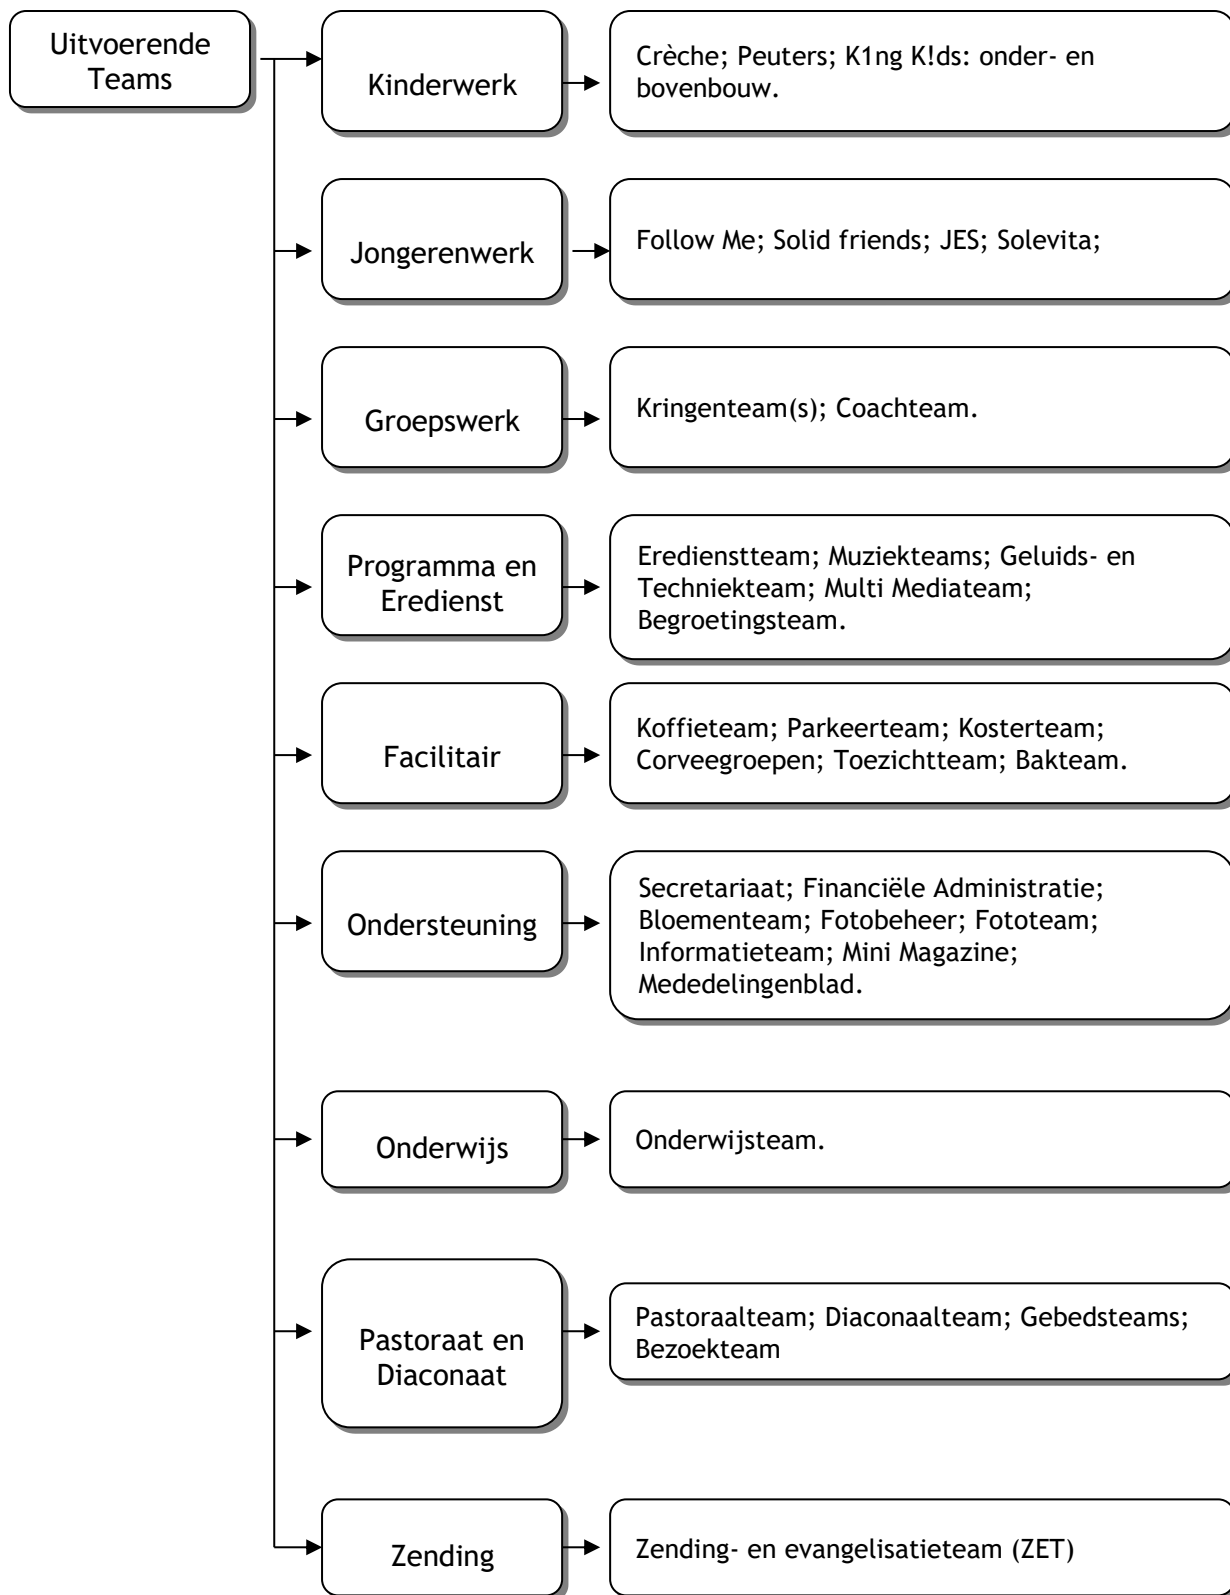 Uitvoerende
Teams
Kinderwerk
Crèche; Peuters; K1ng K!ds: onder- en
bovenbouw.
Jongerenwerk
Follow Me; Solid friends; JES; Solevita;
Groepswerk
Kringenteam(s); Coachteam.
Programma en
Eredienst
Eredienstteam; Muziekteams; Geluids- en
Techniekteam; Multi Mediateam;
Begroetingsteam.
Facilitair
Koffieteam; Parkeerteam; Kosterteam;
Corveegroepen; Toezichtteam; Bakteam.
Ondersteuning
Secretariaat; Financiële Administratie;
Bloementeam; Fotobeheer; Fototeam;
Informatieteam; Mini Magazine;
Mededelingenblad.
Onderwijs
Onderwijsteam.
Pastoraat en
Diaconaat
Pastoraalteam; Diaconaalteam; Gebedsteams;
Bezoekteam
Zending
Zending- en evangelisatieteam (ZET)